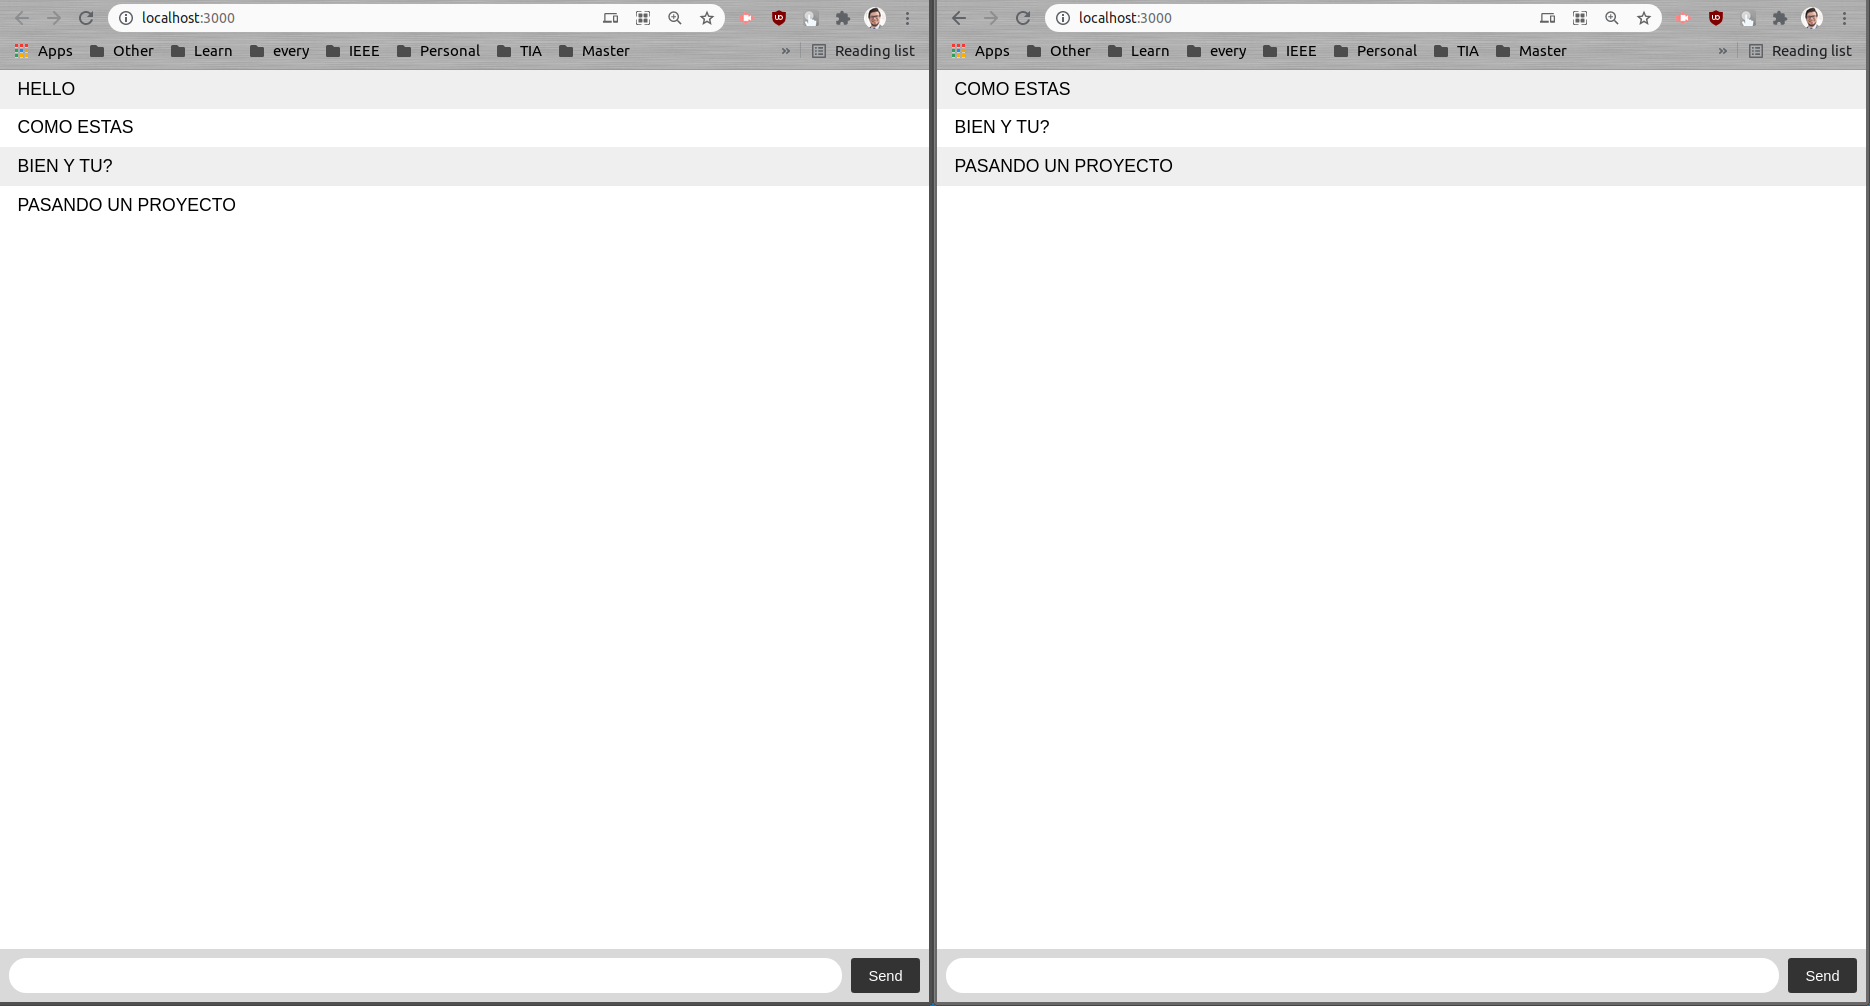 localhost:3000
Apps Other Learn every IEEE Personal TIA Master » Reading list
HELLO
COMO ESTAS
BIEN Y TU?
PASANDO UN PROYECTO
Send
localhost:3000
Apps Other Learn every IEEE Personal TIA Master » Reading list
COMO ESTAS
BIEN Y TU?
PASANDO UN PROYECTO
Send